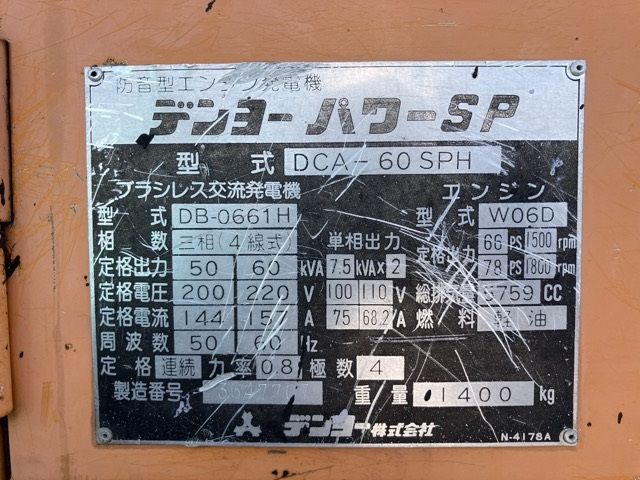 防音型エンジン発電機
デンヨー パワーSP
型式 DCA-60SPH
ブラシレス交流発電機 エンジン
型式 DB-0661H 型式 W06D
相数 三相(4線式) 単相出力 定格出力 66 PS 1500 rpm
定格出力 50 60 kVA 7.5 kVA×2 78 PS 1800 rpm
定格電圧 200 220 V 100 110 V 総排気量 5759 CC
定格電流 144 157 A 75 68.2 A 燃料 軽油
周波数 50 60 Hz
定格 連続 力率 0.8 極数 4
製造番号 重量 1400 kg
デンヨー株式会社 N-4178A